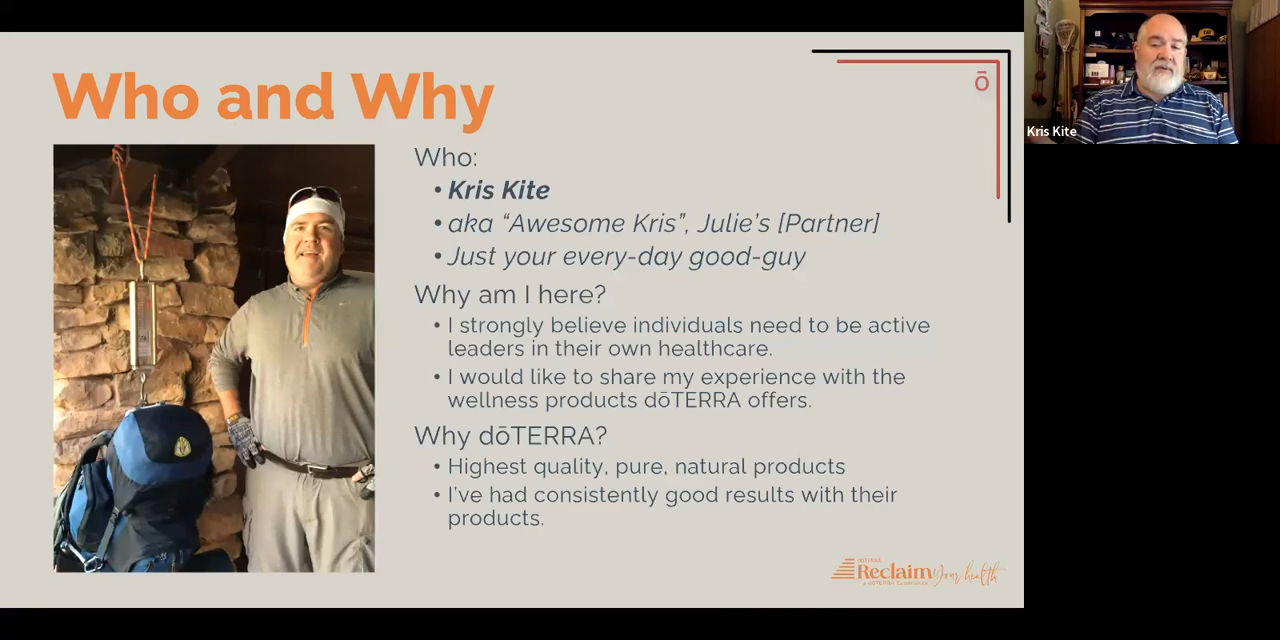 Who and Why
ō
Who:
• Kris Kite
• aka “Awesome Kris”, Julie’s [Partner]
• Just your every-day good-guy
Why am I here?
• I strongly believe individuals need to be active
leaders in their own healthcare.
• I would like to share my experience with the
wellness products dōTERRA offers.
Why dōTERRA?
• Highest quality, pure, natural products
• I’ve had consistently good results with their
products.
Reclaim Your health
Kris Kite